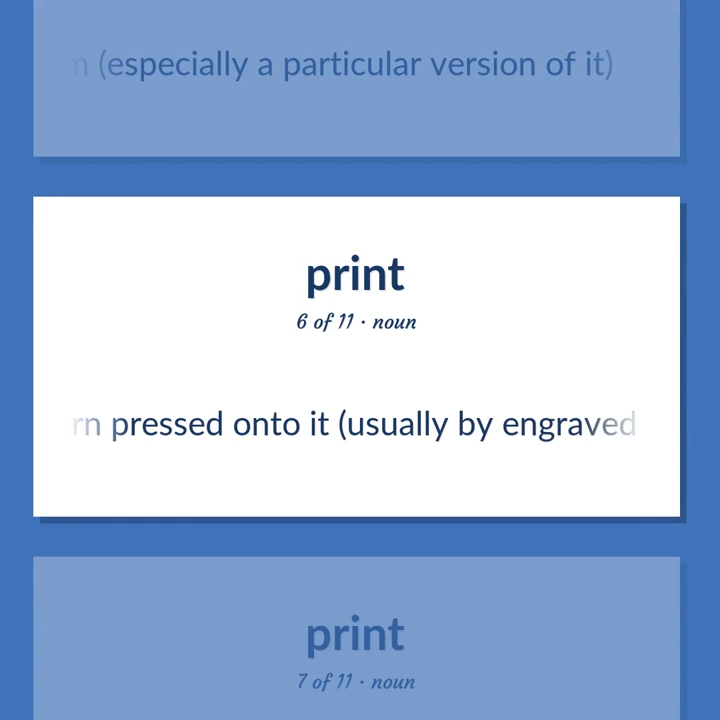 (especially a particular version of it)
print
6 of 11 · noun
pressed onto it (usually by engraved
print
7 of 11 · noun